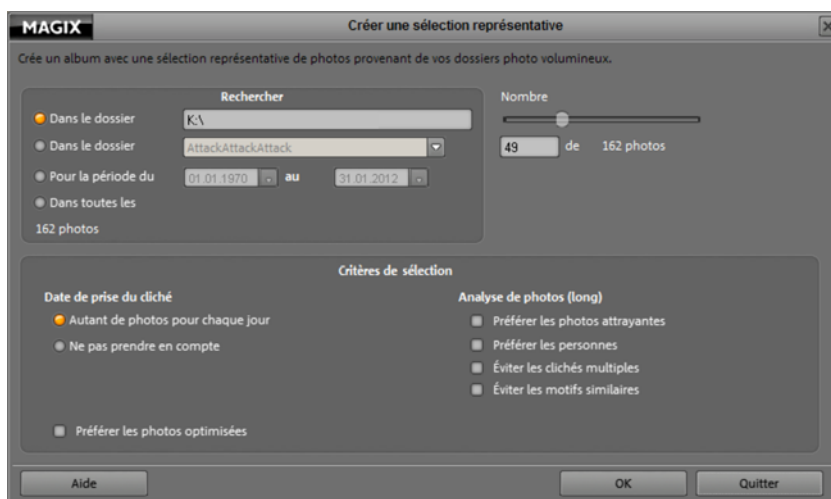 MAGIX Créer une sélection représentative
Crée un album avec une sélection représentative de photos provenant de vos dossiers photo volumineux.
Rechercher
Dans le dossier K:\
Dans le dossier AttackAttackAttack
Pour la période du 01.01.1970 au 31.01.2012
Dans toutes les
162 photos
Nombre
49 de 162 photos
Critères de sélection
Date de prise du cliché
Autant de photos pour chaque jour
Ne pas prendre en compte
Préférer les photos optimisées
Analyse de photos (long)
Préférer les photos attrayantes
Préférer les personnes
Éviter les clichés multiples
Éviter les motifs similaires
Aide OK Quitter